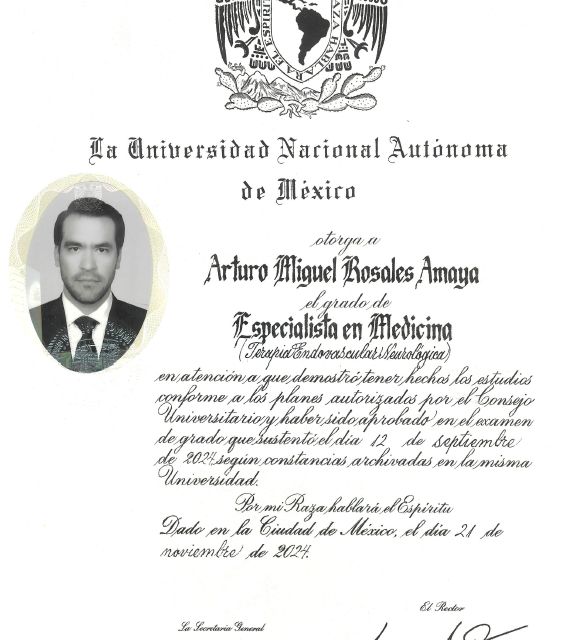 La Universidad Nacional Autónoma
de México
otorga a
Arturo Miguel Rosales Amaya
el grado de
Especialista en Medicina
(Terapia Endovascular Neurológica)
en atención a que demostró tener hechos los estudios
conforme a los planes autorizados por el Consejo
Universitario y haber sido aprobado en el examen
de grado que sustentó el día 12 de septiembre
de 2024 según constancias archivadas en la misma
Universidad.
Por mi Raza hablará el Espíritu
Dado en la Ciudad de México, el día 21 de
noviembre de 2024.
El Rector
La Secretaria General